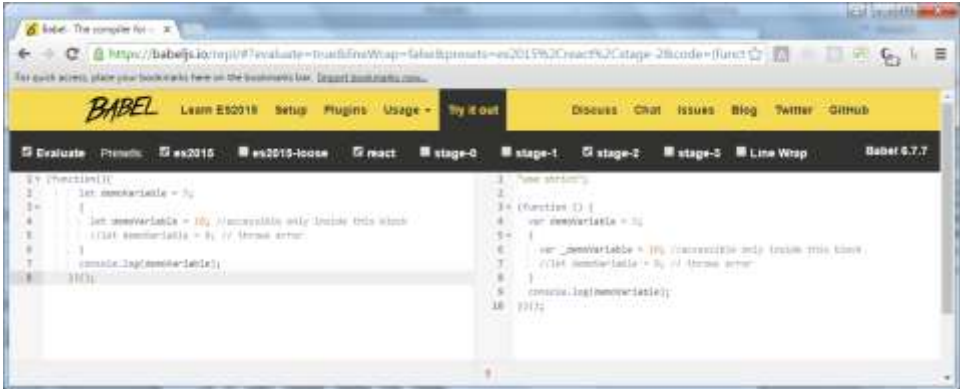 Babel · The compiler for
https://babeljs.io/repl/#?evaluate=true&lineWrap=false&presets=es2015%2Creact%2Cstage-2&code=(funct
For quick access, place your bookmarks here on the bookmarks bar. Import bookmarks now...
BABEL Learn ES2015 Setup Plugins Usage Try it out Discuss Chat Issues Blog Twitter GitHub
Evaluate Presets: es2015 es2015-loose react stage-0 stage-1 stage-2 stage-3 Line Wrap Babel 6.7.7
1 (function(){
2 let demoVariable = 5;
3 {
4 let demoVariable = 10; //accessible only inside this block
5 //let demoVariable = 8; // throws error
6 }
7 console.log(demoVariable);
8 })();
1 "use strict";
2
3 (function () {
4 var demoVariable = 5;
5 {
6 var _demoVariable = 10; //accessible only inside this block
7 //let demoVariable = 8; // throws error
8 }
9 console.log(demoVariable);
10 })();